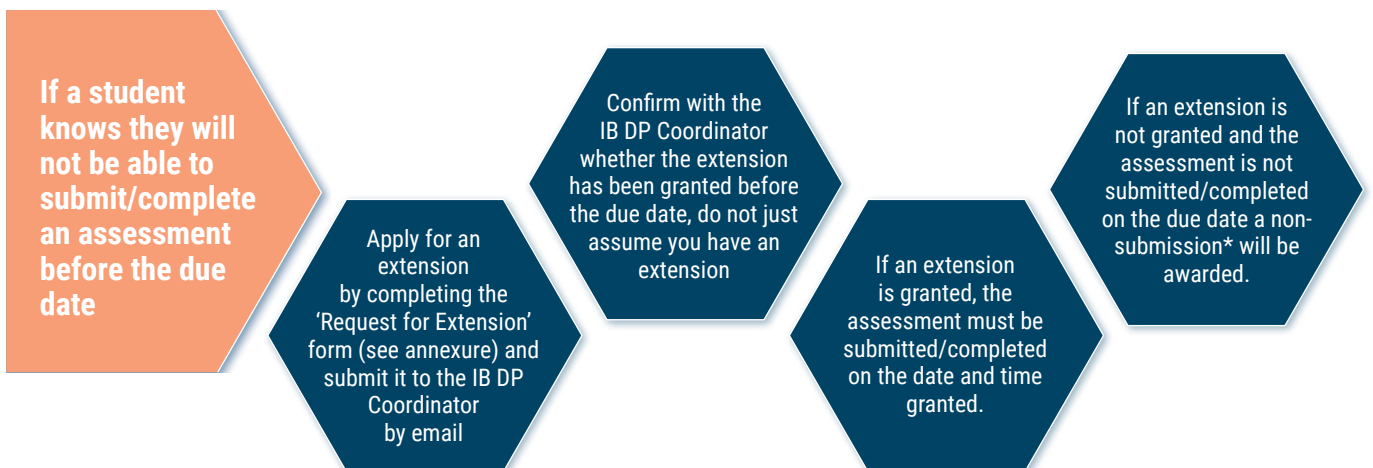 If a student
knows they will
not be able to
submit/complete
an assessment
before the due
date
Apply for an
extension
by completing the
‘Request for Extension’
form (see annexure) and
submit it to the IB DP
Coordinator
by email
Confirm with the
IB DP Coordinator
whether the extension
has been granted before
the due date, do not just
assume you have an
extension
If an extension
is granted, the
assessment must be
submitted/completed
on the date and time
granted.
If an extension is
not granted and the
assessment is not
submitted/completed
on the due date a non-
submission* will be
awarded.